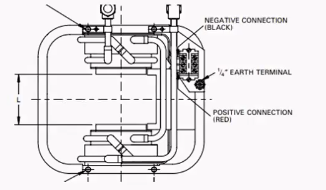 NEGATIVE CONNECTION
(BLACK)
¼" EARTH TERMINAL
POSITIVE CONNECTION
(RED)